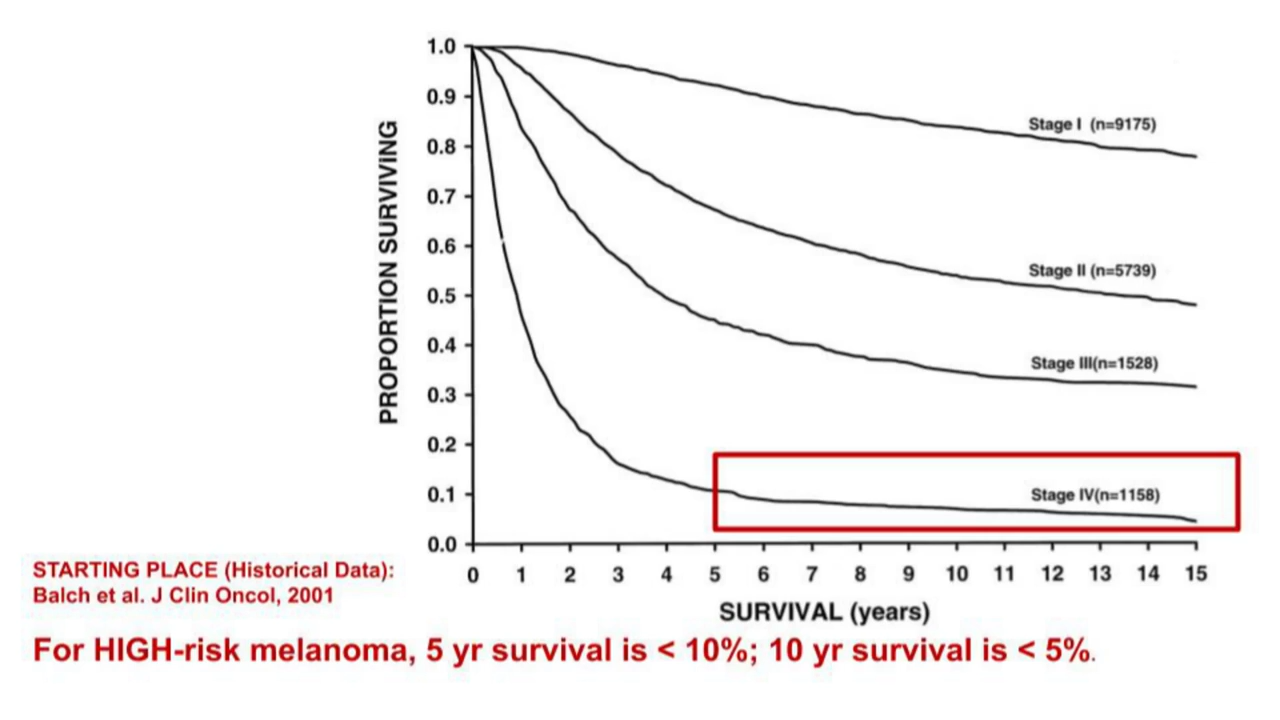 1.0
0.9
0.8
0.7
0.6
0.5
0.4
0.3
0.2
0.1
0.0
PROPORTION SURVIVING
Stage I (n=9175)
Stage II (n=5739)
Stage III(n=1528)
Stage IV(n=1158)
0 1 2 3 4 5 6 7 8 9 10 11 12 13 14 15
SURVIVAL (years)
STARTING PLACE (Historical Data):
Balch et al. J Clin Oncol, 2001
For HIGH-risk melanoma, 5 yr survival is < 10%; 10 yr survival is < 5%.